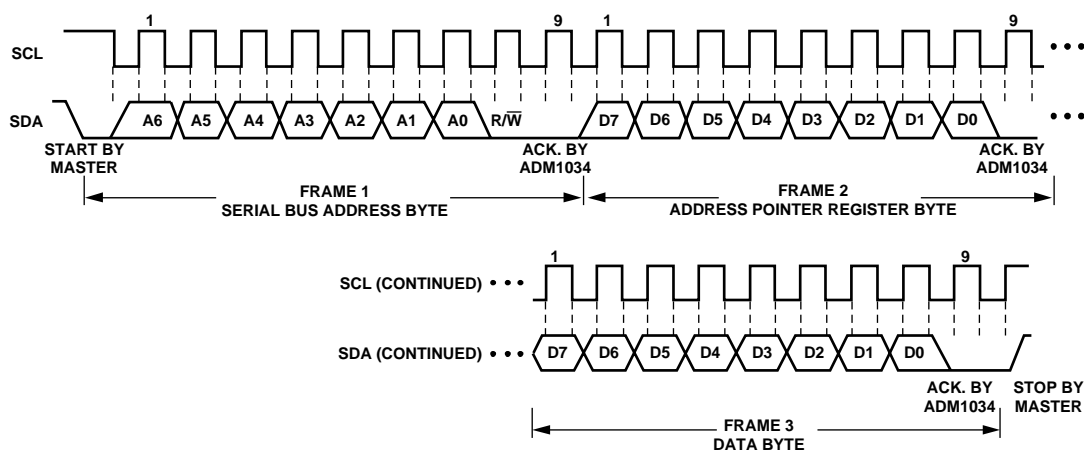 1 9 1 9
SCL
SDA A6 A5 A4 A3 A2 A1 A0 R/W̅ D7 D6 D5 D4 D3 D2 D1 D0
START BY
MASTER
ACK. BY
ADM1034
ACK. BY
ADM1034
FRAME 1
SERIAL BUS ADDRESS BYTE
FRAME 2
ADDRESS POINTER REGISTER BYTE
1 9
SCL (CONTINUED)
SDA (CONTINUED) D7 D6 D5 D4 D3 D2 D1 D0
ACK. BY
ADM1034
STOP BY
MASTER
FRAME 3
DATA BYTE